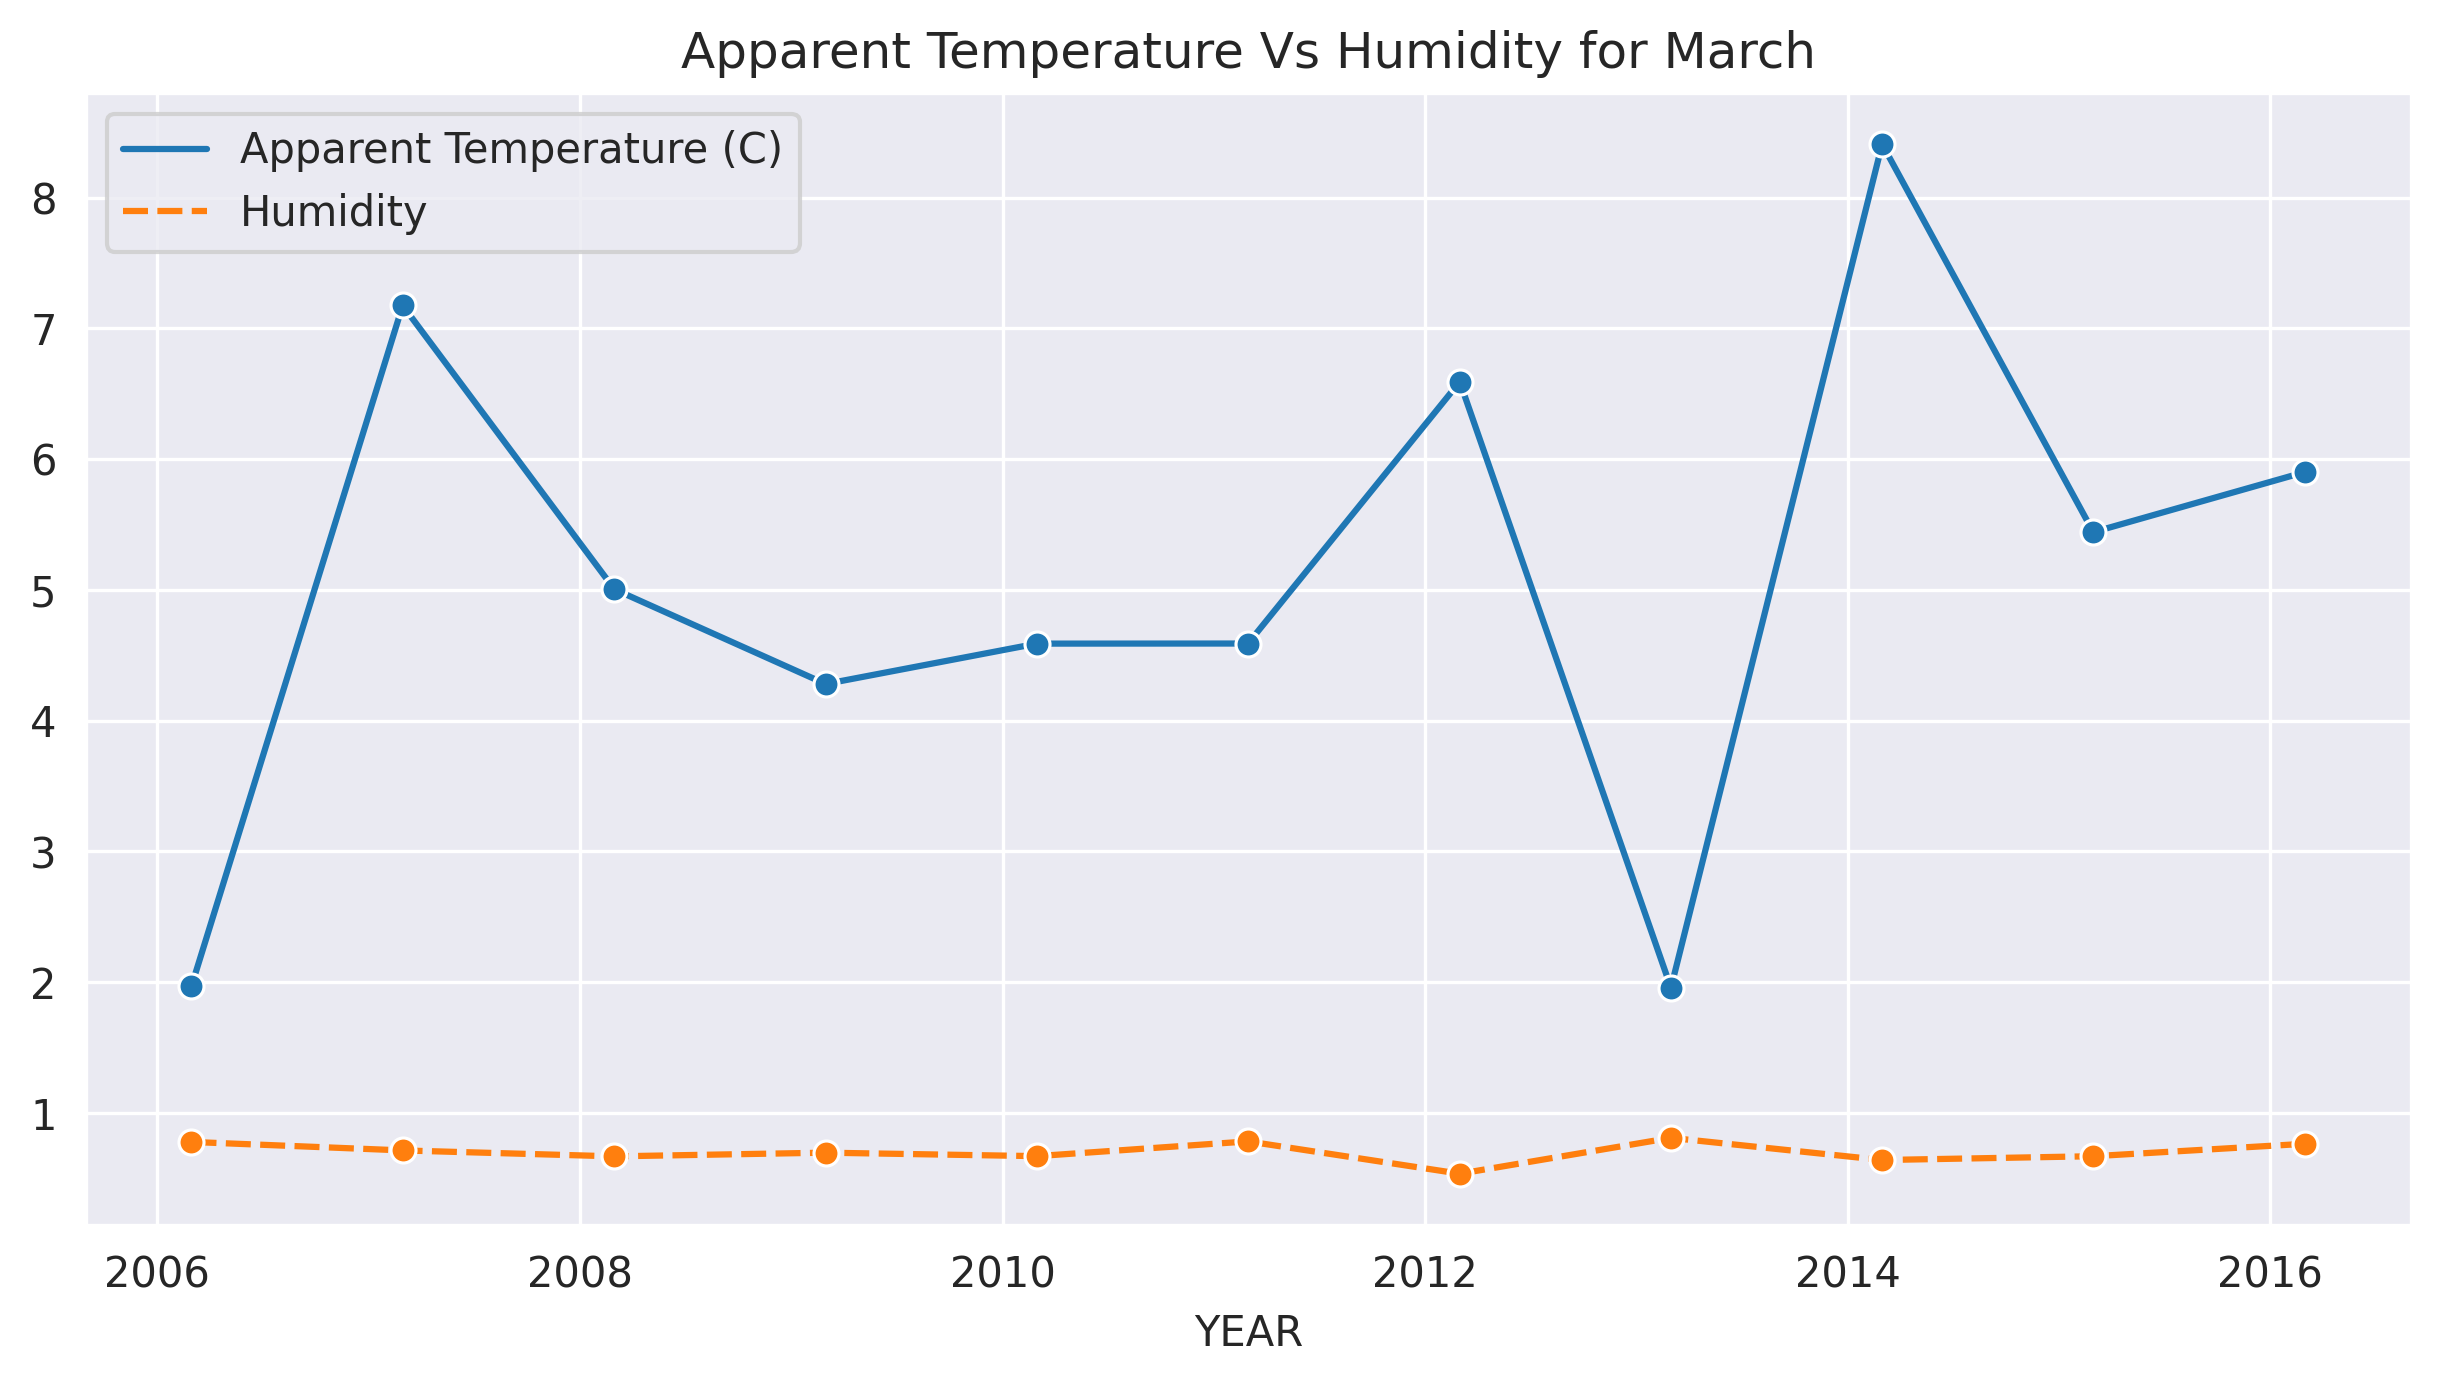 Apparent Temperature Vs Humidity for March
Apparent Temperature (C)
Humidity
8
7
6
5
4
3
2
1
2006 2008 2010 2012 2014 2016
YEAR